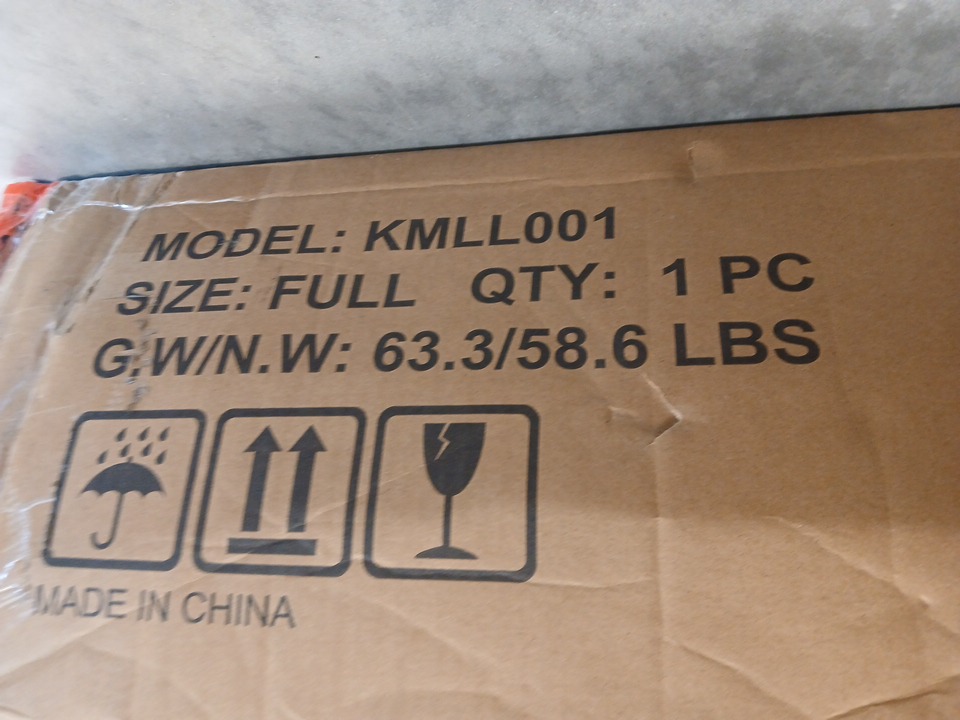 MODEL: KMLL001
SIZE: FULL QTY: 1 PC
G.W/N.W: 63.3/58.6 LBS
MADE IN CHINA